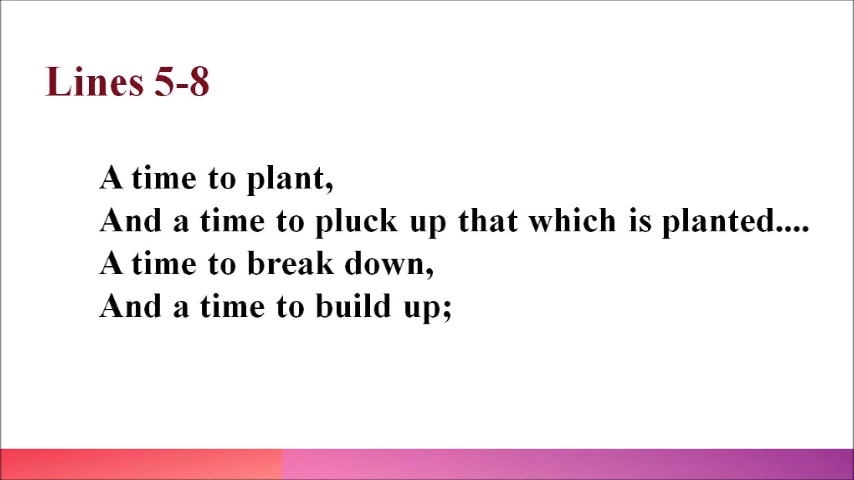 Lines 5-8
A time to plant,
And a time to pluck up that which is planted....
A time to break down,
And a time to build up;